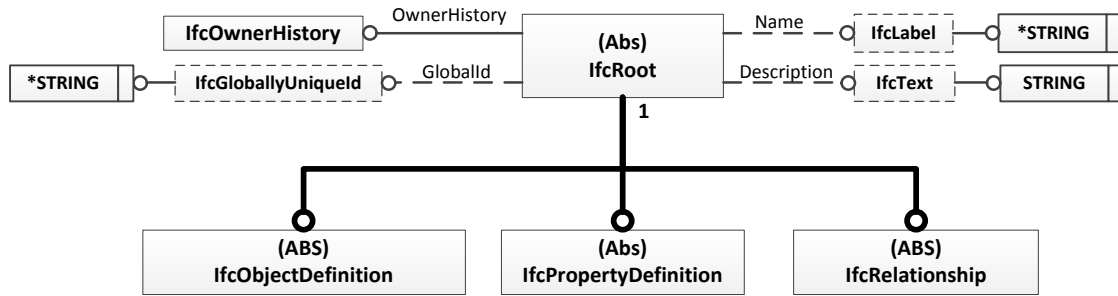 OwnerHistory
IfcOwnerHistory
(Abs)
IfcRoot
Name
IfcLabel
*STRING
*STRING
IfcGloballyUniqueId
GlobalId
Description
IfcText
STRING
1
(ABS)
IfcObjectDefinition
(Abs)
IfcPropertyDefinition
(ABS)
IfcRelationship